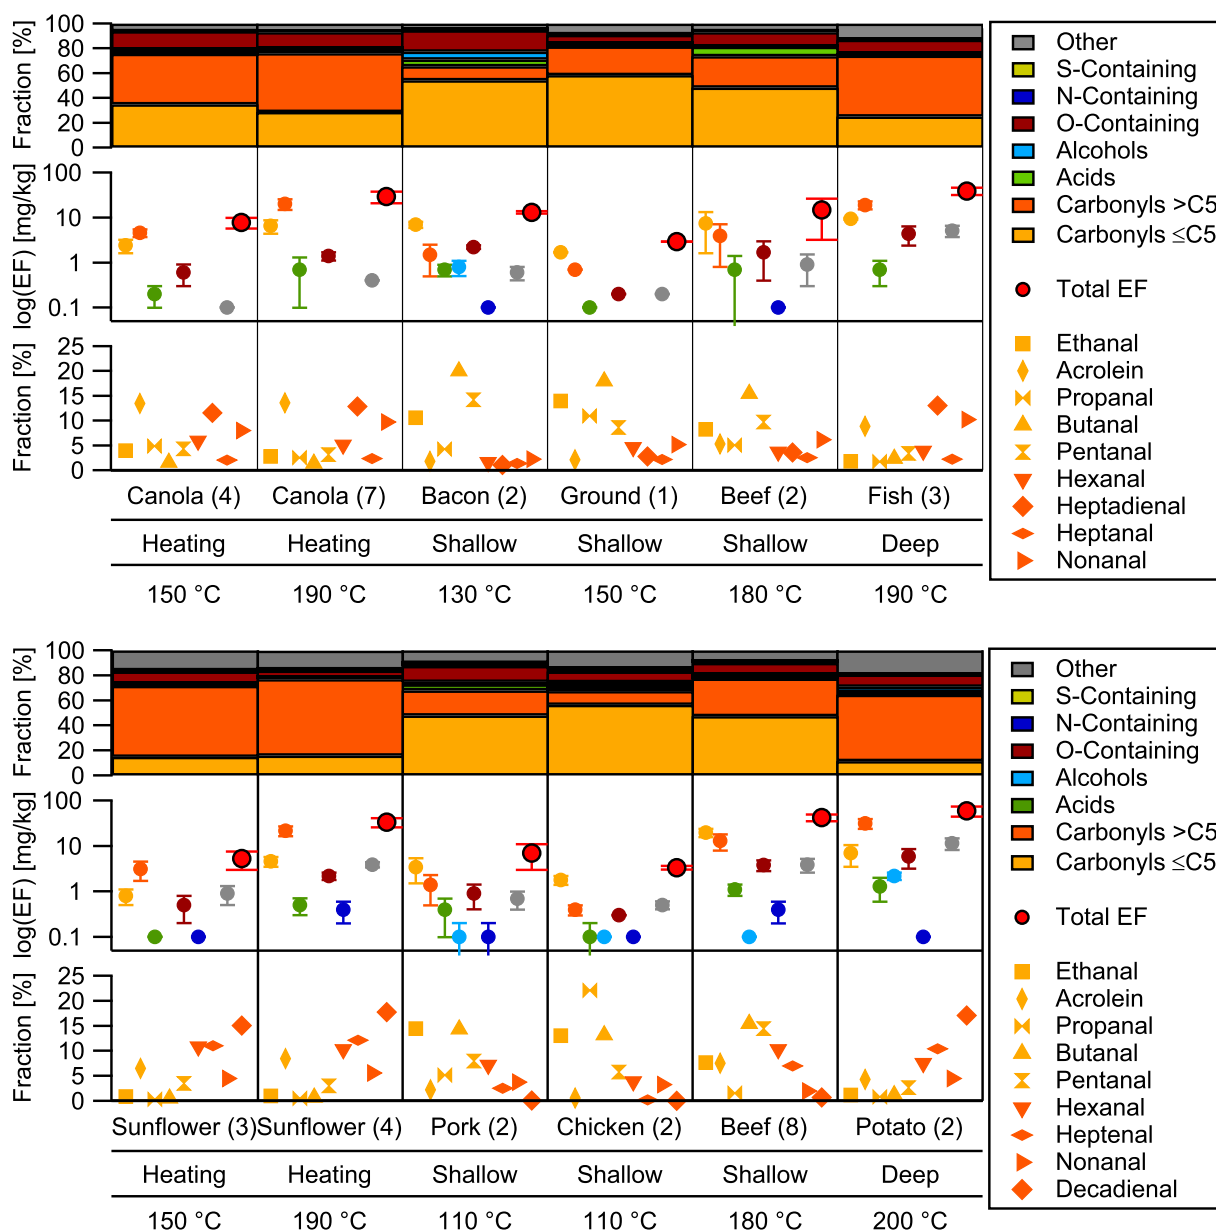 Fraction [%]
100
80
60
40
20
0
log(EF) [mg/kg]
100
10
1
0.1
Fraction [%]
25
20
15
10
5
0
Canola (4) Canola (7) Bacon (2) Ground (1) Beef (2) Fish (3)
Heating Heating Shallow Shallow Shallow Deep
150 °C 190 °C 130 °C 150 °C 180 °C 190 °C
Other
S-Containing
N-Containing
O-Containing
Alcohols
Acids
Carbonyls >C5
Carbonyls ≤C5
Total EF
Ethanal
Acrolein
Propanal
Butanal
Pentanal
Hexanal
Heptadienal
Heptanal
Nonanal
Fraction [%]
100
80
60
40
20
0
log(EF) [mg/kg]
100
10
1
0.1
Fraction [%]
25
20
15
10
5
0
Sunflower (3) Sunflower (4) Pork (2) Chicken (2) Beef (8) Potato (2)
Heating Heating Shallow Shallow Shallow Deep
150 °C 190 °C 110 °C 110 °C 180 °C 200 °C
Other
S-Containing
N-Containing
O-Containing
Alcohols
Acids
Carbonyls >C5
Carbonyls ≤C5
Total EF
Ethanal
Acrolein
Propanal
Butanal
Pentanal
Hexanal
Heptenal
Nonanal
Decadienal